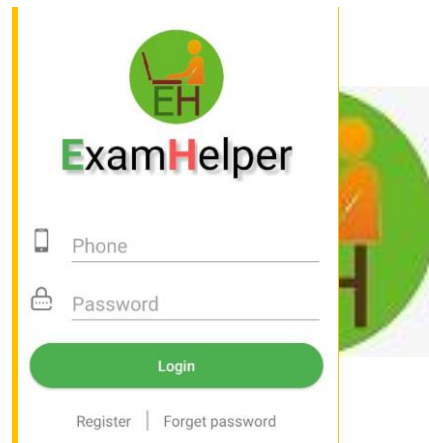 EH
ExamHelper
Phone
Password
Login
Register | Forget password
H